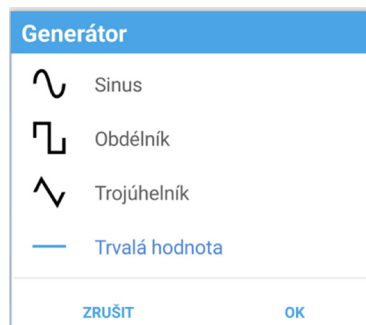 Generátor
Sinus
Obdélník
Trojúhelník
Trvalá hodnota
ZRUŠIT OK